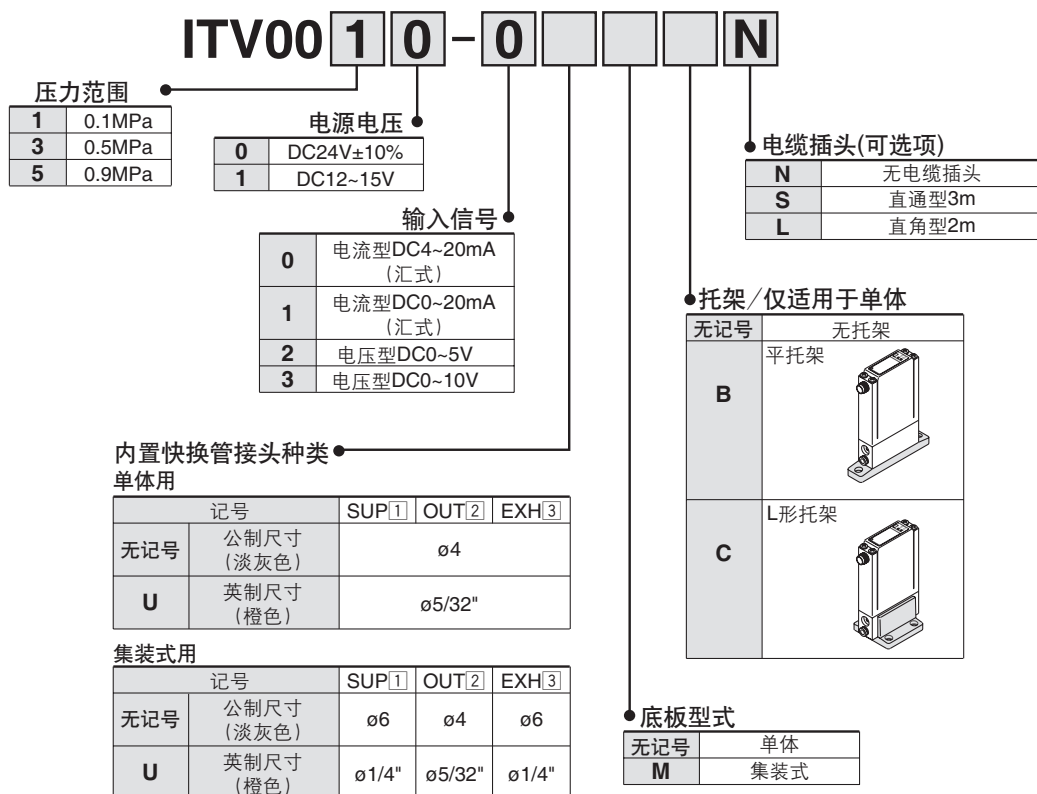 ITV00 1 0 - 0 N
压力范围
1 0.1MPa
3 0.5MPa
5 0.9MPa
电源电压
0 DC24V±10%
1 DC12~15V
输入信号
0 电流型DC4~20mA
(汇式)
1 电流型DC0~20mA
(汇式)
2 电压型DC0~5V
3 电压型DC0~10V
内置快换管接头种类
单体用
记号 SUP1 OUT2 EXH3
无记号 公制尺寸
(淡灰色) ø4
U 英制尺寸
(橙色) ø5/32"
集装式用
记号 SUP1 OUT2 EXH3
无记号 公制尺寸
(淡灰色) ø6 ø4 ø6
U 英制尺寸
(橙色) ø1/4" ø5/32" ø1/4"
电缆插头(可选项)
N 无电缆插头
S 直通型3m
L 直角型2m
托架/仅适用于单体
无记号 无托架
B 平托架
C L形托架
底板型式
无记号 单体
M 集装式